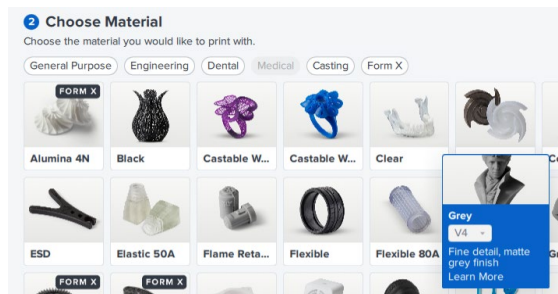 2 Choose Material
Choose the material you would like to print with.
General Purpose Engineering Dental Medical Casting Form X
FORM X
Alumina 4N Black Castable W... Castable W... Clear
Grey
V4
Fine detail, matte
grey finish
Learn More
ESD Elastic 50A Flame Reta... Flexible Flexible 80A
FORM X FORM X